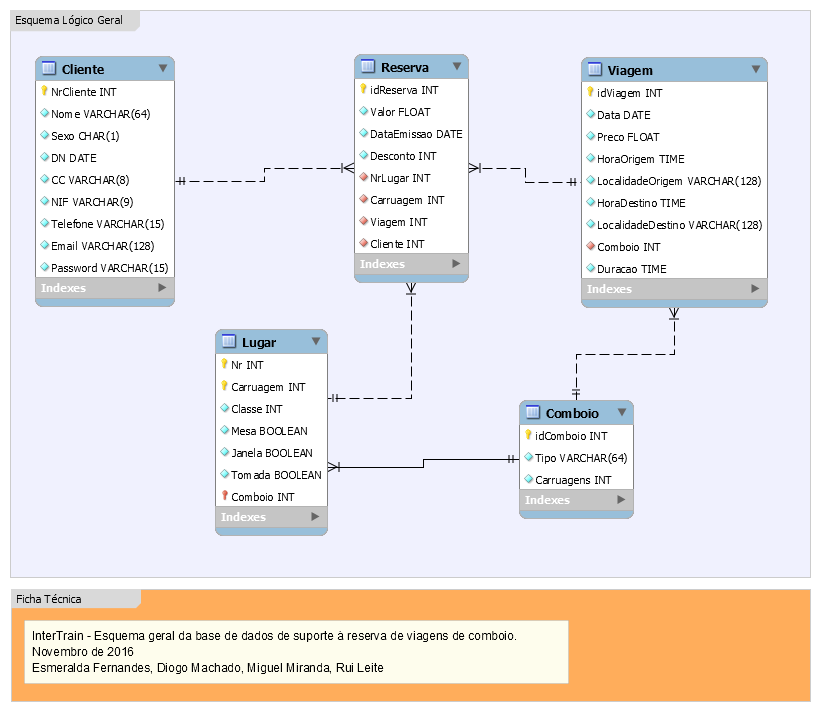 Esquema Lógico Geral
Cliente
NrCliente INT
Nome VARCHAR(64)
Sexo CHAR(1)
DN DATE
CC VARCHAR(8)
NIF VARCHAR(9)
Telefone VARCHAR(15)
Email VARCHAR(128)
Password VARCHAR(15)
Indexes
Reserva
idReserva INT
Valor FLOAT
DataEmissao DATE
Desconto INT
NrLugar INT
Carruagem INT
Viagem INT
Cliente INT
Indexes
Viagem
idViagem INT
Data DATE
Preco FLOAT
HoraOrigem TIME
LocalidadeOrigem VARCHAR(128)
HoraDestino TIME
LocalidadeDestino VARCHAR(128)
Comboio INT
Duracao TIME
Indexes
Lugar
Nr INT
Carruagem INT
Classe INT
Mesa BOOLEAN
Janela BOOLEAN
Tomada BOOLEAN
Comboio INT
Indexes
Comboio
idComboio INT
Tipo VARCHAR(64)
Carruagens INT
Indexes
Ficha Técnica
InterTrain - Esquema geral da base de dados de suporte à reserva de viagens de comboio.
Novembro de 2016
Esmeralda Fernandes, Diogo Machado, Miguel Miranda, Rui Leite